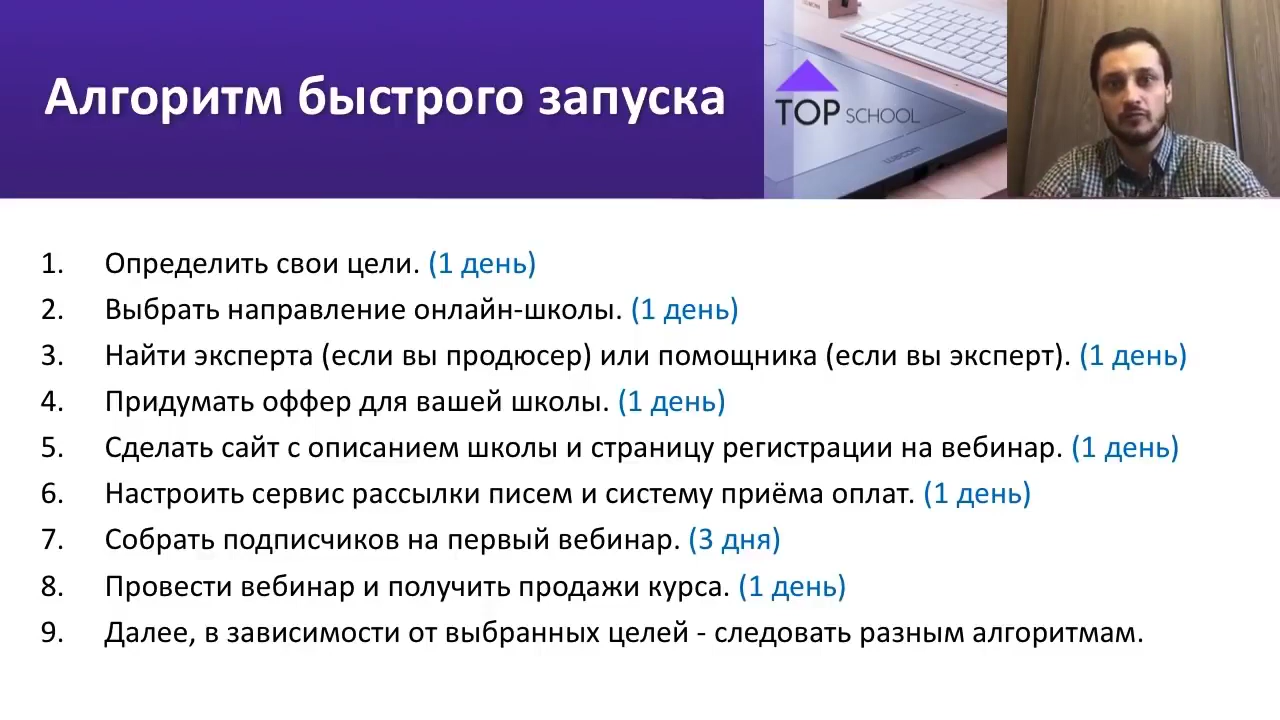 Алгоритм быстрого запуска
TOP SCHOOL
wacom
1. Определить свои цели. (1 день)
2. Выбрать направление онлайн-школы. (1 день)
3. Найти эксперта (если вы продюсер) или помощника (если вы эксперт). (1 день)
4. Придумать оффер для вашей школы. (1 день)
5. Сделать сайт с описанием школы и страницу регистрации на вебинар. (1 день)
6. Настроить сервис рассылки писем и систему приёма оплат. (1 день)
7. Собрать подписчиков на первый вебинар. (3 дня)
8. Провести вебинар и получить продажи курса. (1 день)
9. Далее, в зависимости от выбранных целей - следовать разным алгоритмам.